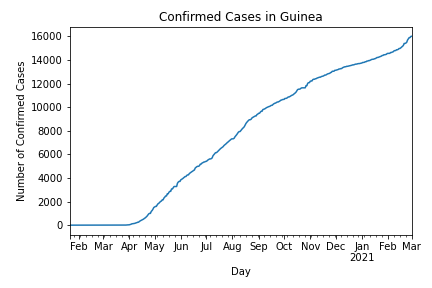 Confirmed Cases in Guinea
16000
14000
12000
10000
8000
6000
4000
2000
0
Number of Confirmed Cases
Feb Mar Apr May Jun Jul Aug Sep Oct Nov Dec Jan Feb Mar
2021
Day